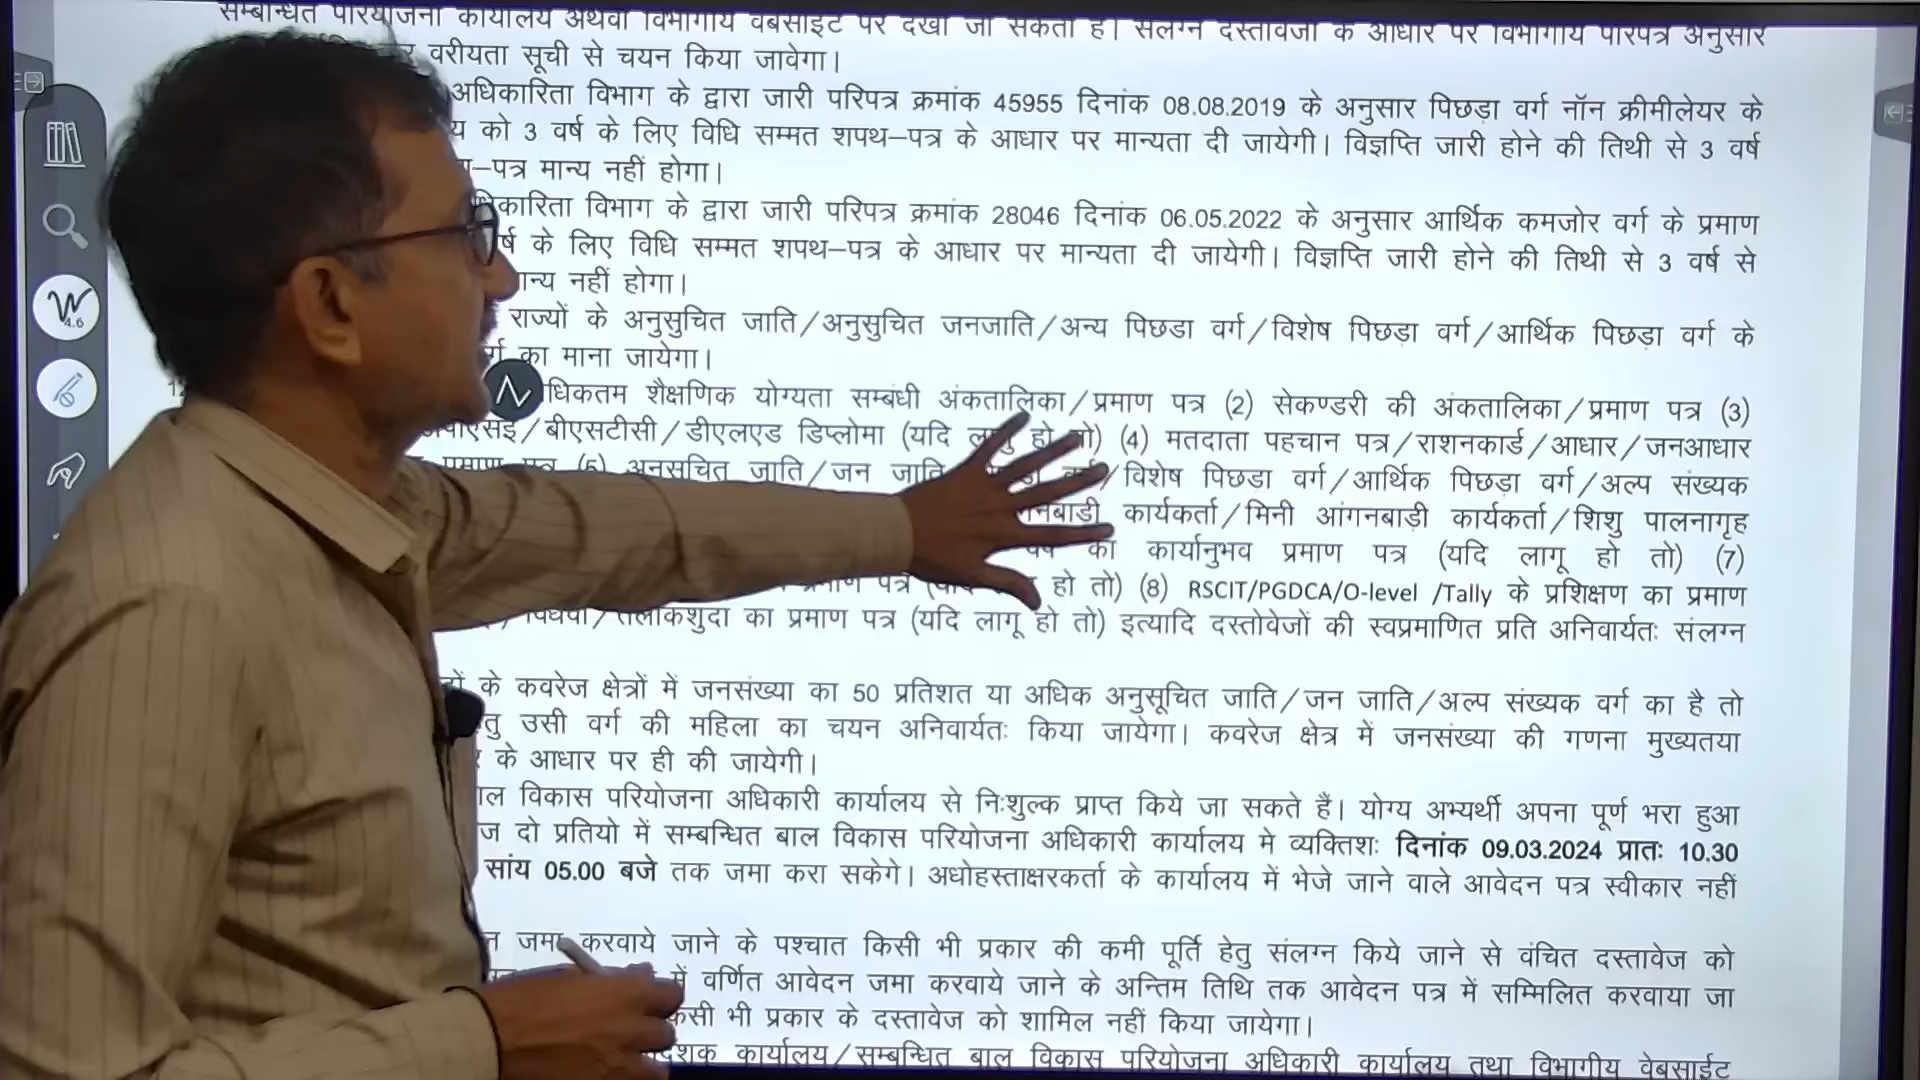 सम्बन्धित परियोजना कार्यालय अथवा विभागीय वेबसाईट पर देखा जा सकता है। संलग्न दस्तावेजों के आधार पर विभागीय परिपत्र अनुसार
वरीयता सूची से चयन किया जावेगा।
अधिकारिता विभाग के द्वारा जारी परिपत्र क्रमांक 45955 दिनांक 08.08.2019 के अनुसार पिछड़ा वर्ग नॉन क्रीमीलेयर के
य को 3 वर्ष के लिए विधि सम्मत शपथ–पत्र के आधार पर मान्यता दी जायेगी। विज्ञप्ति जारी होने की तिथी से 3 वर्ष
–पत्र मान्य नहीं होगा।
धिकारिता विभाग के द्वारा जारी परिपत्र क्रमांक 28046 दिनांक 06.05.2022 के अनुसार आर्थिक कमजोर वर्ग के प्रमाण
र्ष के लिए विधि सम्मत शपथ–पत्र के आधार पर मान्यता दी जायेगी। विज्ञप्ति जारी होने की तिथी से 3 वर्ष से
ान्य नहीं होगा।
राज्यों के अनुसुचित जाति/अनुसुचित जनजाति/अन्य पिछडा वर्ग/विशेष पिछड़ा वर्ग/आर्थिक पिछड़ा वर्ग के
र्ग का माना जायेगा।
धिकतम शैक्षणिक योग्यता सम्बंधी अंकतालिका/प्रमाण पत्र (2) सेकण्डरी की अंकतालिका/प्रमाण पत्र (3)
/बीएसटीसी/डीएलएड डिप्लोमा (यदि लागु हो तो) (4) मतदाता पहचान पत्र/राशनकार्ड/आधार/जनआधार
प्रमाण पत्र अनुसूचित जाति/जन जाति वर्ग/विशेष पिछड़ा वर्ग/आर्थिक पिछड़ा वर्ग/अल्प संख्यक
गनबाडी कार्यकर्ता/मिनी आंगनबाड़ी कार्यकर्ता/शिशु पालनागृह
का कार्यानुभव प्रमाण पत्र (यदि लागू हो तो) (7)
पत्र हो तो) (8) RSCIT/PGDCA/O-level /Tally के प्रशिक्षण का प्रमाण
/विधवा/तलाकशुदा का प्रमाण पत्र (यदि लागू हो तो) इत्यादि दस्तोवेजों की स्वप्रमाणित प्रति अनिवार्यतः संलग्न
के कवरेज क्षेत्रों में जनसंख्या का 50 प्रतिशत या अधिक अनुसूचित जाति/जन जाति/अल्प संख्यक वर्ग का है तो
तु उसी वर्ग की महिला का चयन अनिवार्यतः किया जायेगा। कवरेज क्षेत्र में जनसंख्या की गणना मुख्यतया
के आधार पर ही की जायेगी।
ाल विकास परियोजना अधिकारी कार्यालय से निःशुल्क प्राप्त किये जा सकते हैं। योग्य अभ्यर्थी अपना पूर्ण भरा हुआ
ज दो प्रतियो में सम्बन्धित बाल विकास परियोजना अधिकारी कार्यालय मे व्यक्तिशः दिनांक 09.03.2024 प्रातः 10.30
सांय 05.00 बजे तक जमा करा सकेगे। अधोहस्ताक्षरकर्ता के कार्यालय में भेजे जाने वाले आवेदन पत्र स्वीकार नहीं
जमा करवाये जाने के पश्चात किसी भी प्रकार की कमी पूर्ति हेतु संलग्न किये जाने से वंचित दस्तावेज को
में वर्णित आवेदन जमा करवाये जाने के अन्तिम तिथि तक आवेदन पत्र में सम्मिलित करवाया जा
किसी भी प्रकार के दस्तावेज को शामिल नहीं किया जायेगा।
कार्यालय/सम्बन्धित बाल विकास परियोजना अधिकारी कार्यालय तथा विभागीय वेबसाईट